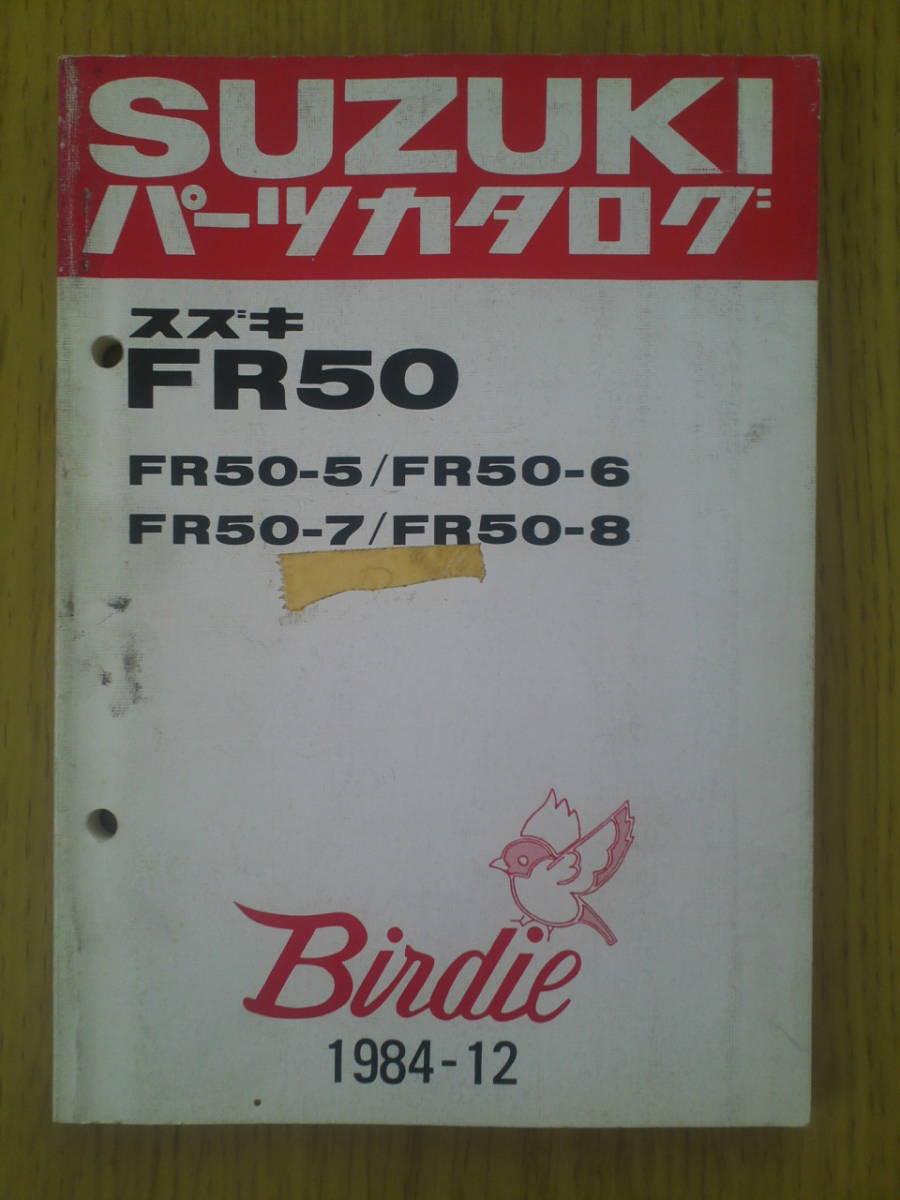 SUZUKI
パーツカタログ
スズキ
FR50
FR50-5/FR50-6
FR50-7/FR50-8
Birdie
1984-12